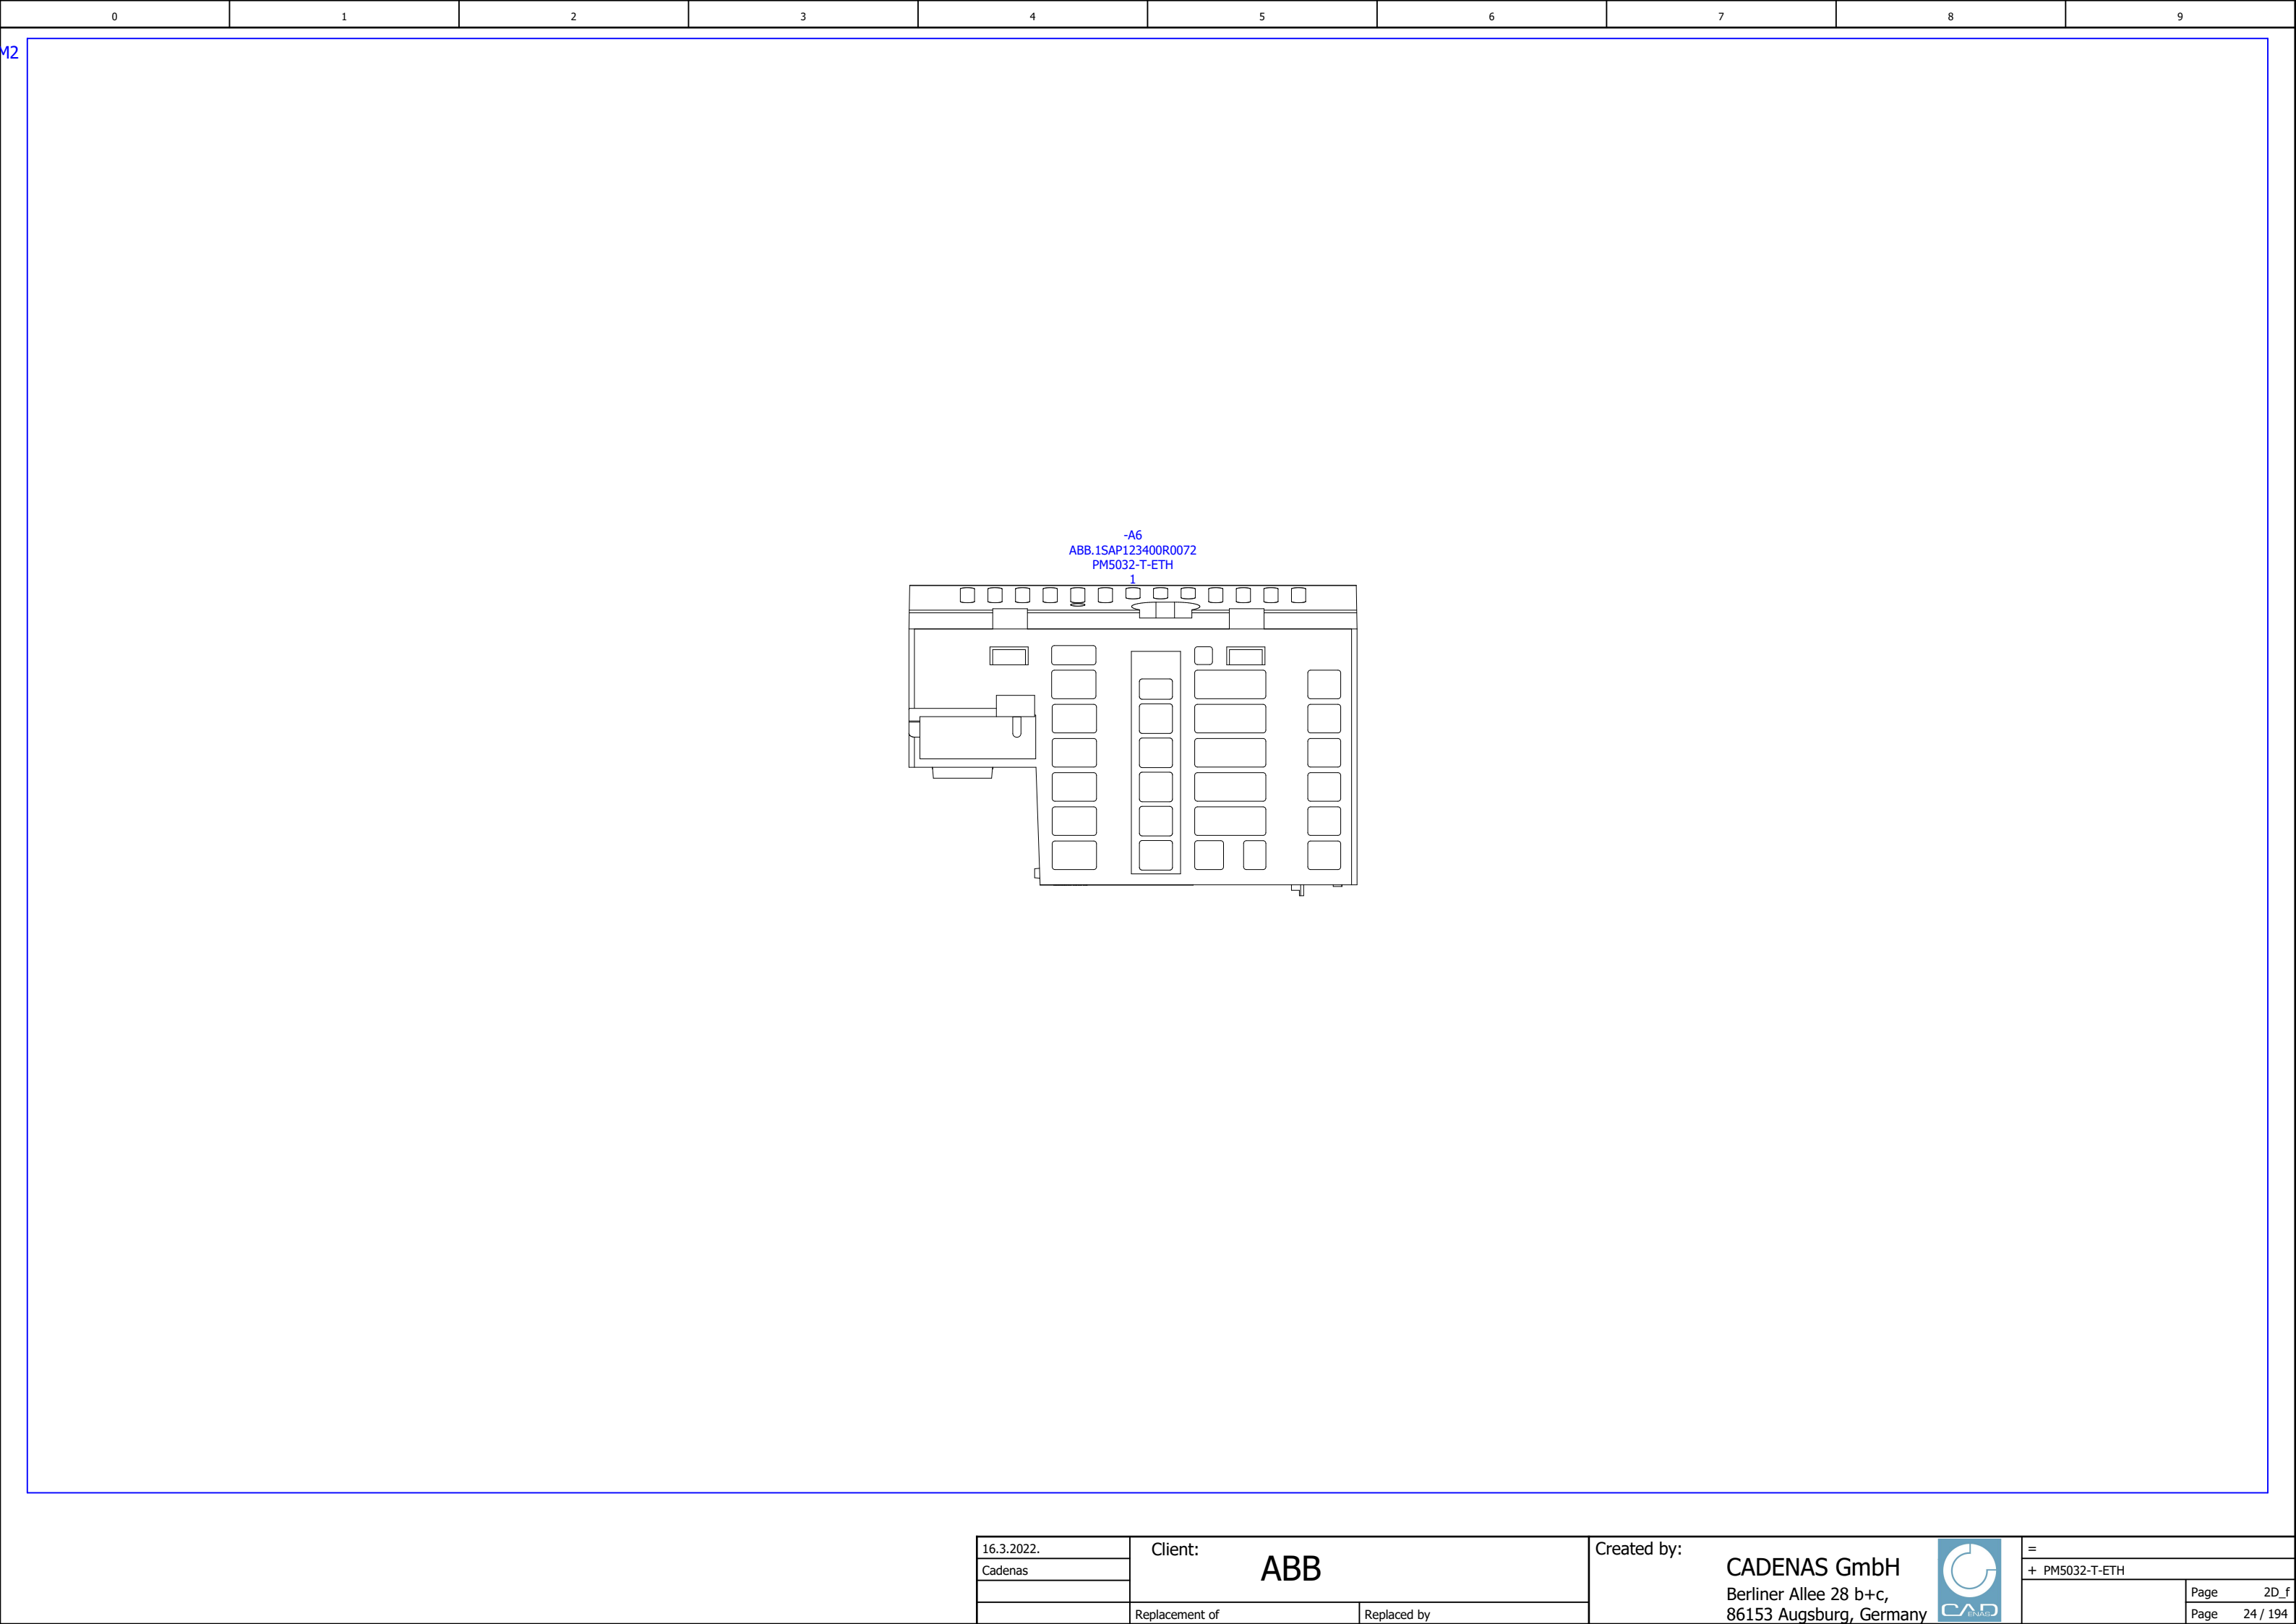 0 1 2 3 4 5 6 7 8 9
M2
-A6
ABB.1SAP123400R0072
PM5032-T-ETH
1
16.3.2022.
Cadenas
Client:
ABB
Replacement of
Replaced by
Created by:
CADENAS GmbH
Berliner Allee 28 b+c,
86153 Augsburg, Germany
CAD
ENAS
=
+ PM5032-T-ETH
Page 2D_f
Page 24 / 194